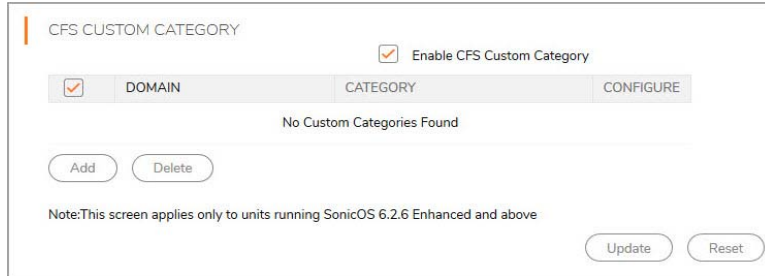 CFS CUSTOM CATEGORY
Enable CFS Custom Category
DOMAIN CATEGORY CONFIGURE
No Custom Categories Found
Add Delete
Note:This screen applies only to units running SonicOS 6.2.6 Enhanced and above
Update Reset